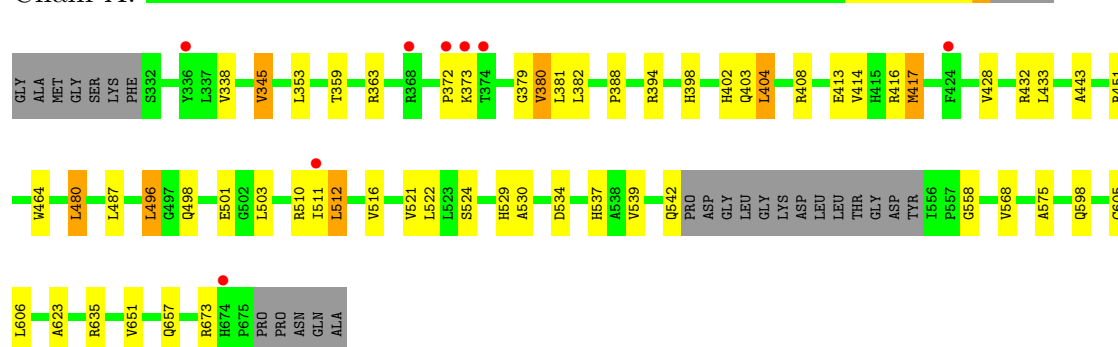 Chain A:
GLY ALA MET GLY SER LYS PHE S332 Y336 L337 V338 V345 L353 T359 R363 R368 P372 K373 T374 G379 V380 L381 L382 P388 R394 H398 H402 Q403 L404 R408 E413 V414 H415 R416 M417 F424 V428 R432 L433 A443
W464 L480 L487 L496 G497 Q498 E501 G502 L503 R510 I511 L512 V516 V521 L522 L523 S524 H529 A530 D534 H537 A538 V539 Q542 PRO ASP GLY LEU GLY LYS ASP LEU LEU THR GLY ASP TYR I556 P557 G558 V568 A575 Q598
L606 A623 R635 V651 Q657 R673 H674 P675 PRO PRO ASN GLN ALA